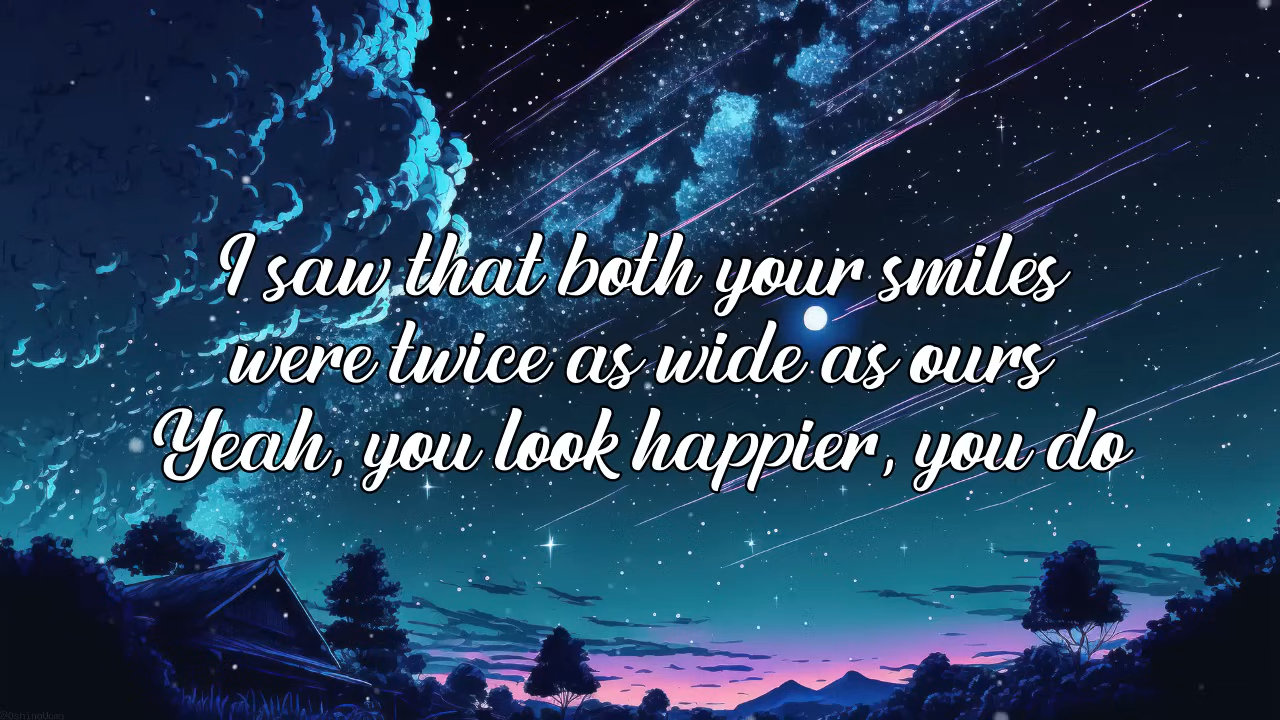 I saw that both your smiles
were twice as wide as ours
Yeah, you look happier, you do